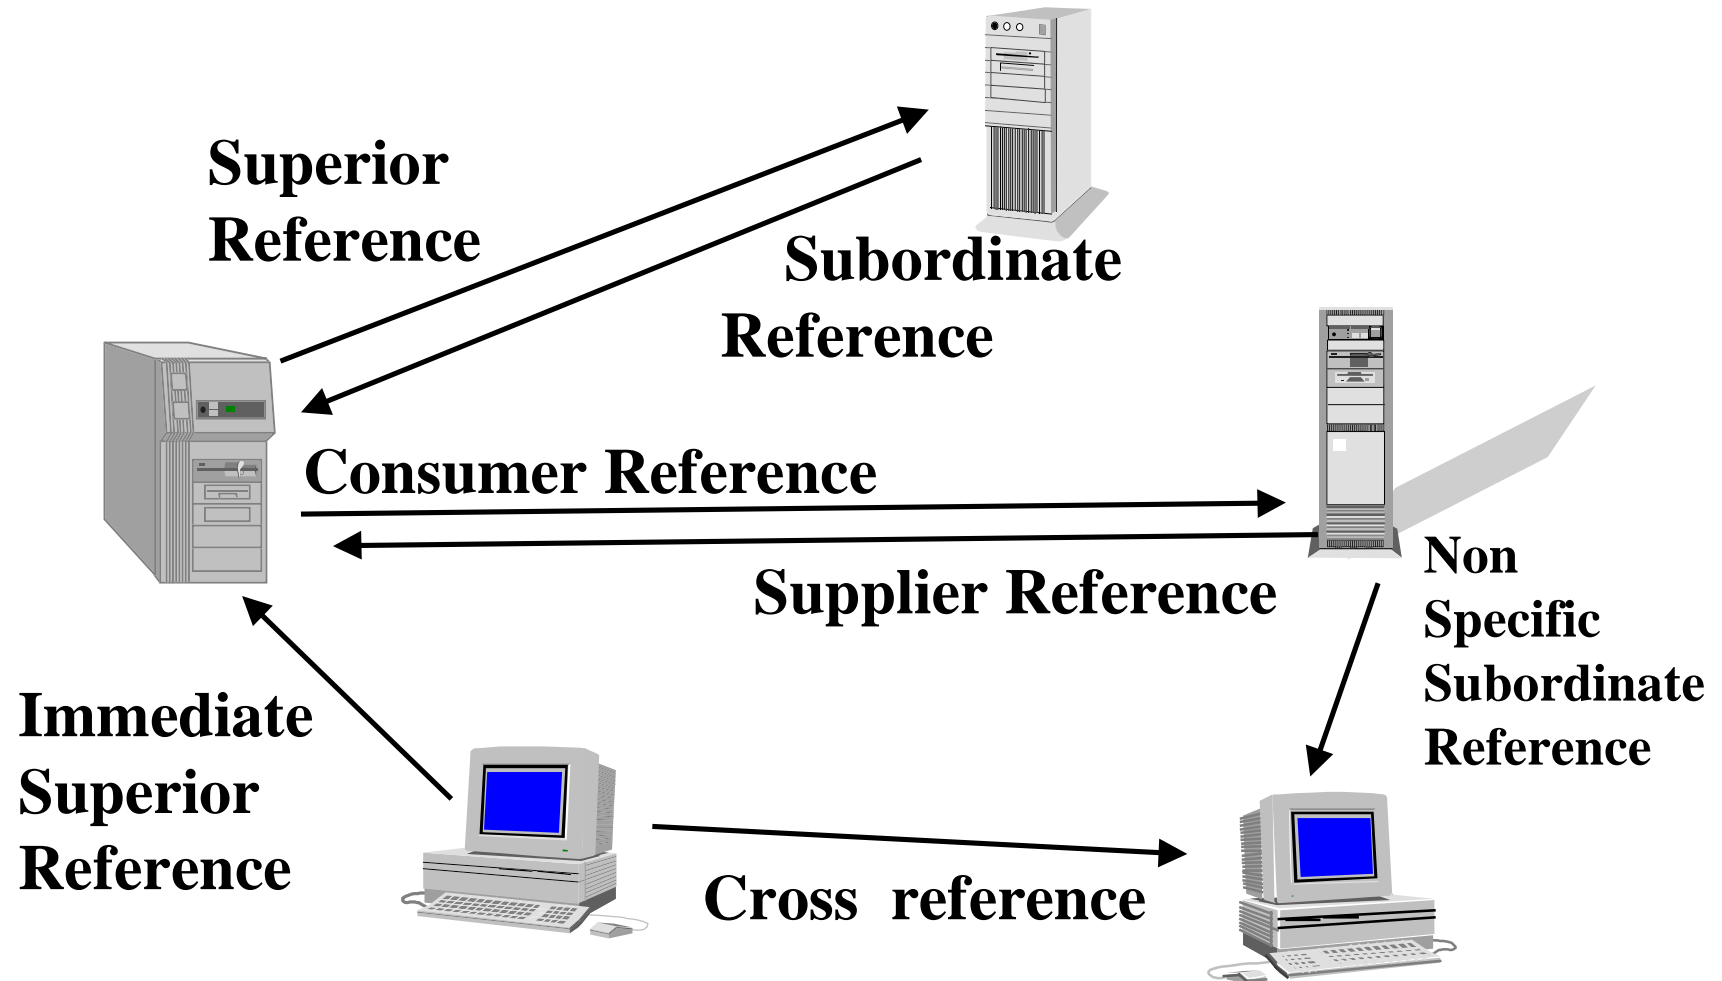 Superior
Reference
Subordinate
Reference
Consumer Reference
Supplier Reference
Non
Specific
Subordinate
Reference
Immediate
Superior
Reference
Cross reference